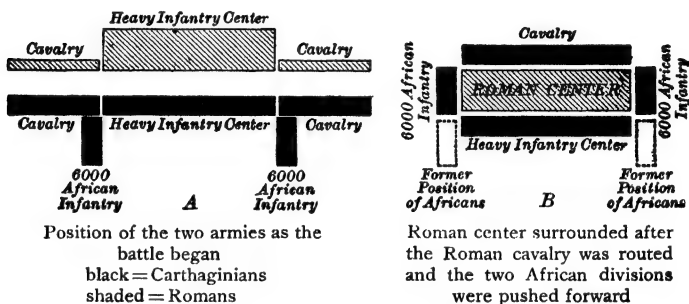 Heavy Infantry Center
Cavalry
Cavalry
Cavalry
Heavy Infantry Center
Cavalry
6000
African
Infantry
A
6000
African
Infantry
Position of the two armies as the
battle began
black=Carthaginians
shaded=Romans
Cavalry
6000 African
Infantry
ROMAN CENTER
6000 African
Infantry
Heavy Infantry Center
Former
Position
of Africans
B
Former
Position
of Africans
Roman center surrounded after
the Roman cavalry was routed
and the two African divisions
were pushed forward